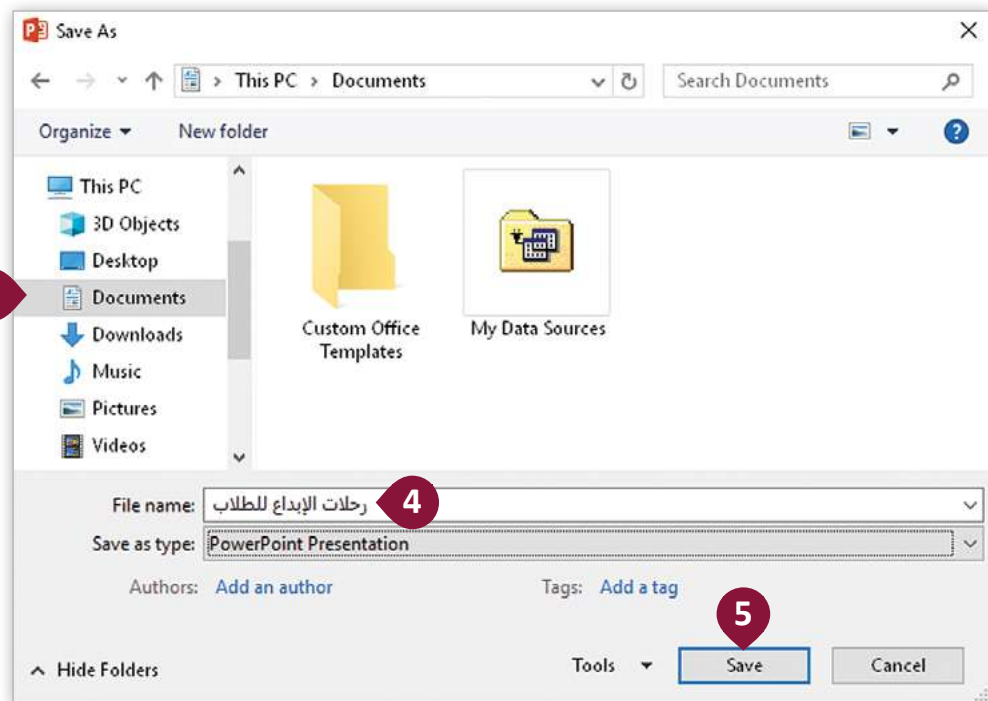 Save As
This PC > Documents
Search Documents
Organize
New folder
This PC
3D Objects
Desktop
Documents
Downloads
Music
Pictures
Videos
Custom Office
Templates
My Data Sources
File name: رحلات الإبداع للطلاب
4
Save as type: PowerPoint Presentation
Authors: Add an author
Tags: Add a tag
5
Hide Folders
Tools
Save
Cancel